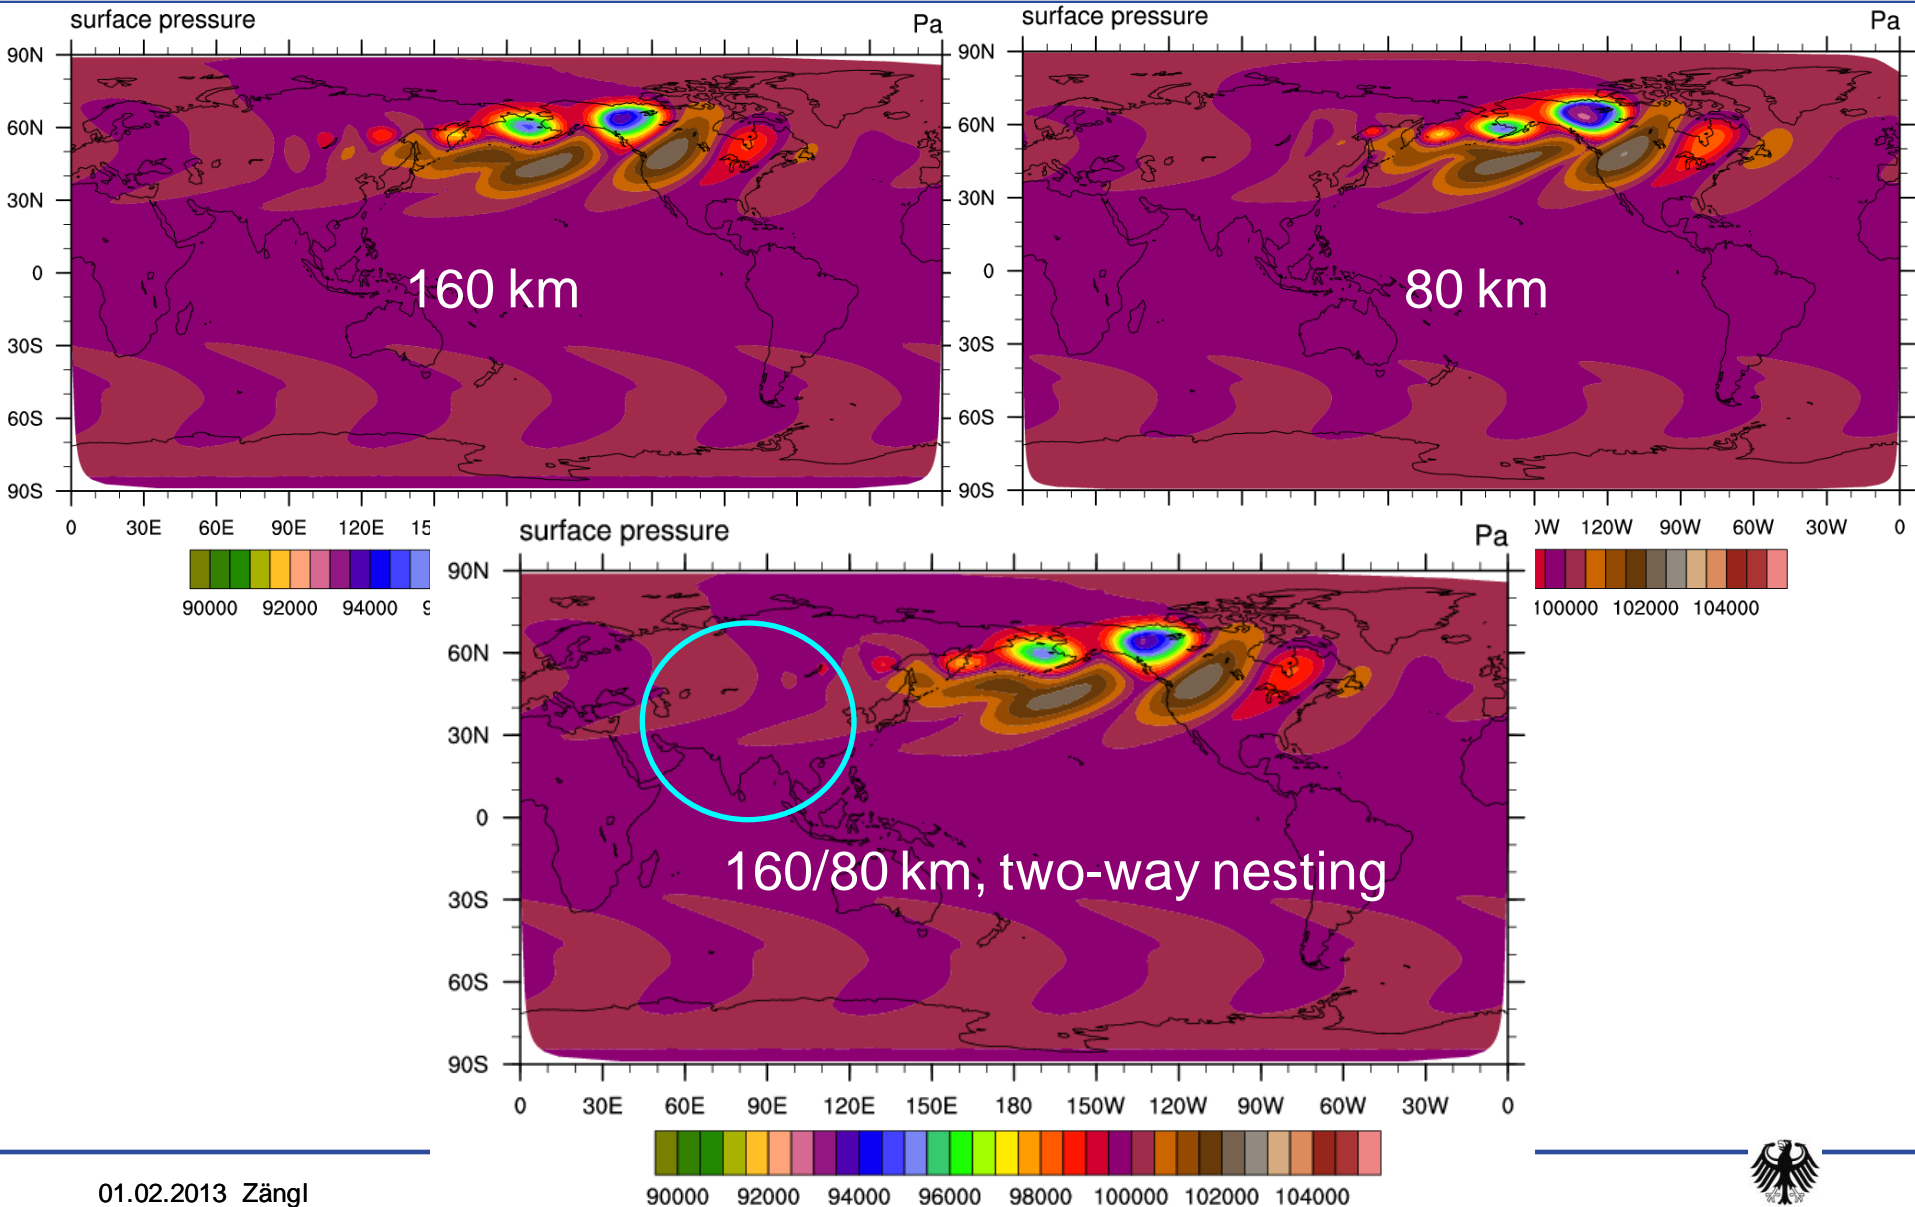 surface pressure
Pa
90N
60N
30N
0
30S
60S
90S
160 km
0 30E 60E 90E 120E 15
90000 92000 94000 9
surface pressure
Pa
90N
60N
30N
0
30S
60S
90S
80 km
0W 120W 90W 60W 30W 0
100000 102000 104000
surface pressure
Pa
90N
60N
30N
0
30S
60S
90S
160/80 km, two-way nesting
0 30E 60E 90E 120E 150E 180 150W 120W 90W 60W 30W 0
90000 92000 94000 96000 98000 100000 102000 104000
01.02.2013 Zängl